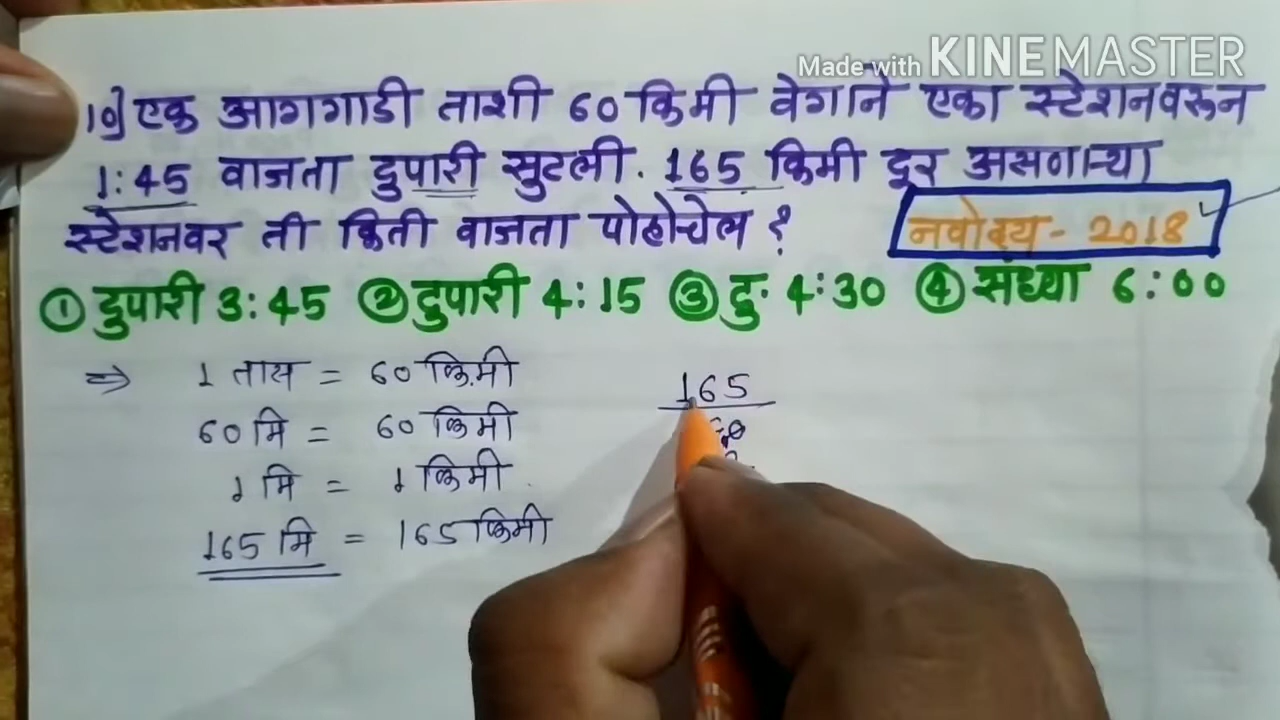 Made with KINEMASTER
10] एक आगगाडी ताशी 60 किमी वेगाने एका स्टेशनवरून
1:45 वाजता दुपारी सुटली. 165 किमी दूर असणाऱ्या
स्टेशनवर ती किती वाजता पोहोचेल ?
नवोदय - 2018
① दुपारी 3:45 ② दुपारी 4:15 ③ दु. 4:30 ④ संध्या 6:00
⇒ 1 तास = 60 कि.मी
60 मि = 60 किमी
1 मि = 1 किमी
165 मि = 165 किमी
165
60